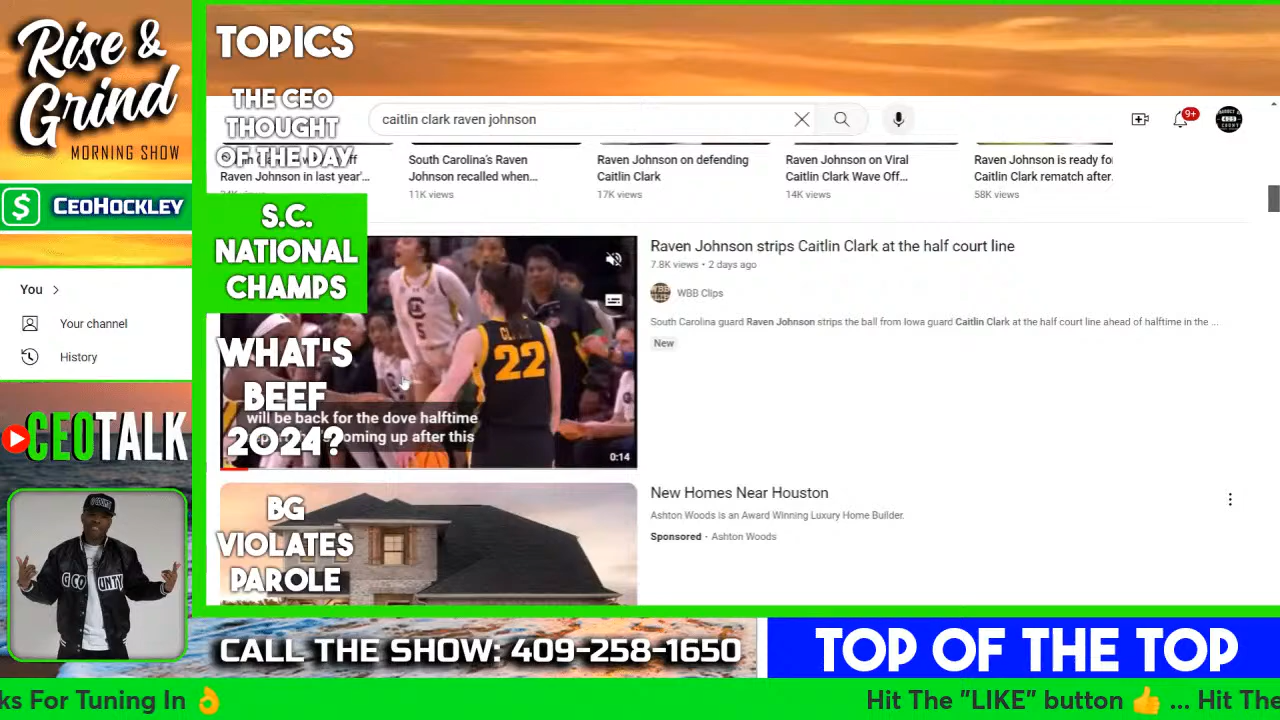 Rise &
Grind
MORNING SHOW
$ CEOHOCKLEY
You >
Your channel
History
CEOTALK
G COUNTY
TOPICS
THE CEO
THOUGHT
OF THE DAY
S.C.
NATIONAL
CHAMPS
WHAT'S
BEEF
2024?
BG
VIOLATES
PAROLE
caitlin clark raven johnson
9+
Raven Johnson in last year'...
South Carolina's Raven
Johnson recalled when...
11K views
Raven Johnson on defending
Caitlin Clark
17K views
Raven Johnson on Viral
Caitlin Clark Wave Off...
14K views
Raven Johnson is ready for
Caitlin Clark rematch after
58K views
C
5
22
will be back for the dove halftime
coming up after this
0:14
Raven Johnson strips Caitlin Clark at the half court line
7.8K views • 2 days ago
WBB Clips
South Carolina guard Raven Johnson strips the ball from Iowa guard Caitlin Clark at the half court line ahead of halftime in the ...
New
New Homes Near Houston
Ashton Woods is an Award Winning Luxury Home Builder.
Sponsored • Ashton Woods
CALL THE SHOW: 409-258-1650
TOP OF THE TOP
ks For Tuning In 👌
Hit The "LIKE" button 👍 ... Hit The